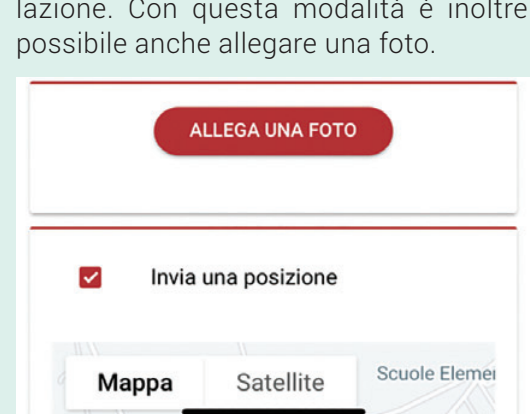 lazione. Con questa modalità è inoltre
possibile anche allegare una foto.
ALLEGA UNA FOTO
Invia una posizione
Mappa Satellite Scuole Elemei